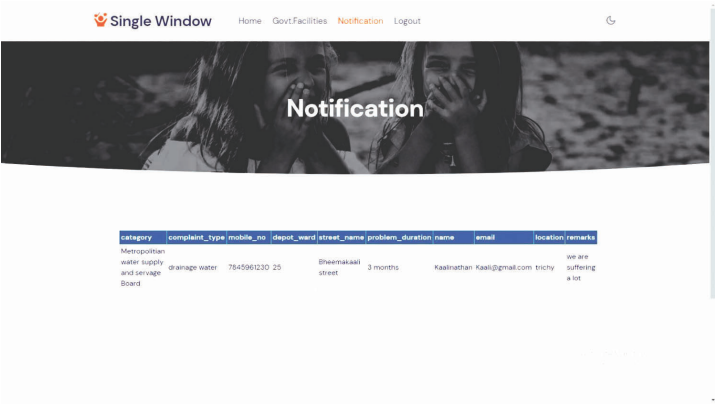 Single Window Home Govt.Facilities Notification Logout
Notification
category complaint_type mobile_no depot_ward street_name problem_duration name email location remarks
Metropolitian
water supply
and servage
Board
drainage water 7845961230 25
Bheemakaali
street
3 months Kaalinathan Kaali@gmail.com trichy
we are
suffering
a lot